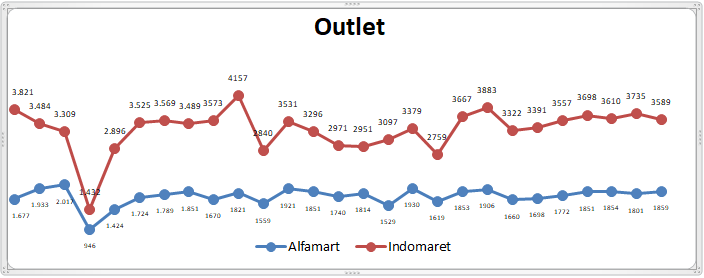 Outlet
3.821 3.484 3.309 1.432 2.896 3.525 3.569 3.489 3573 4157 2840 3531 3296 2971 2951 3097 3379 2759 3667 3883 3322 3391 3557 3698 3610 3735 3589
1.677 1.933 2.017 946 1.424 1.724 1.789 1.851 1670 1821 1559 1921 1851 1740 1814 1529 1930 1619 1853 1906 1660 1698 1772 1851 1854 1801 1859
Alfamart Indomaret